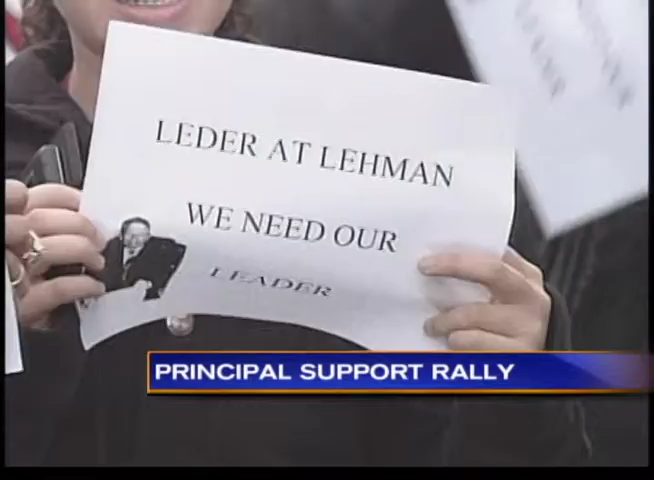 LEDER AT LEHMAN
WE NEED OUR
LEADER
PRINCIPAL SUPPORT RALLY